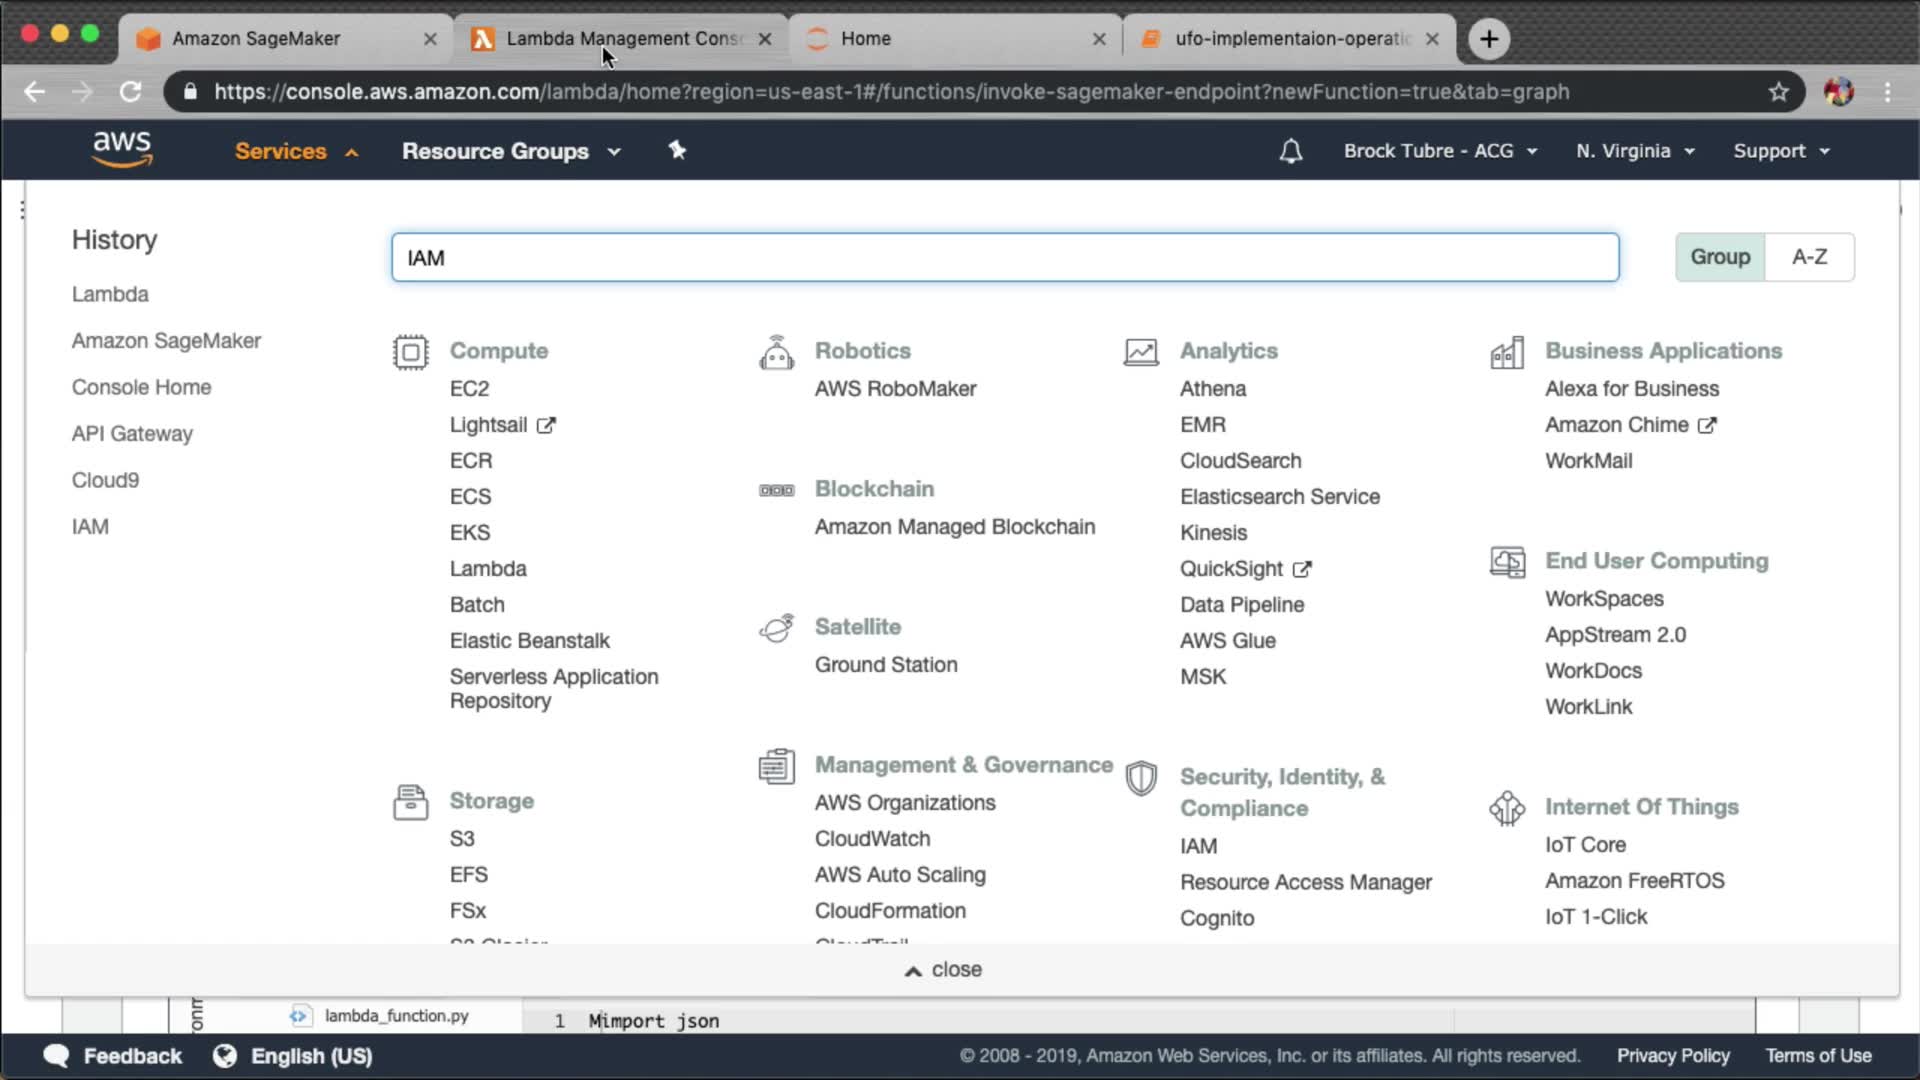 Amazon SageMaker
Lambda Management Cons
Home
ufo-implementaion-operatio
https://console.aws.amazon.com/lambda/home?region=us-east-1#/functions/invoke-sagemaker-endpoint?newFunction=true&tab=graph
aws
Services
Resource Groups
Brock Tubre - ACG
N. Virginia
Support
History
Lambda
Amazon SageMaker
Console Home
API Gateway
Cloud9
IAM
IAM
Group
A-Z
Compute
EC2
Lightsail
ECR
ECS
EKS
Lambda
Batch
Elastic Beanstalk
Serverless Application
Repository
Storage
S3
EFS
FSx
S3 Glacier
Robotics
AWS RoboMaker
Blockchain
Amazon Managed Blockchain
Satellite
Ground Station
Management & Governance
AWS Organizations
CloudWatch
AWS Auto Scaling
CloudFormation
CloudTrail
Analytics
Athena
EMR
CloudSearch
Elasticsearch Service
Kinesis
QuickSight
Data Pipeline
AWS Glue
MSK
Security, Identity, &
Compliance
IAM
Resource Access Manager
Cognito
Business Applications
Alexa for Business
Amazon Chime
WorkMail
End User Computing
WorkSpaces
AppStream 2.0
WorkDocs
WorkLink
Internet Of Things
IoT Core
Amazon FreeRTOS
IoT 1-Click
close
lambda_function.py
1 Mimport json
Feedback
English (US)
© 2008 - 2019, Amazon Web Services, Inc. or its affiliates. All rights reserved.
Privacy Policy
Terms of Use